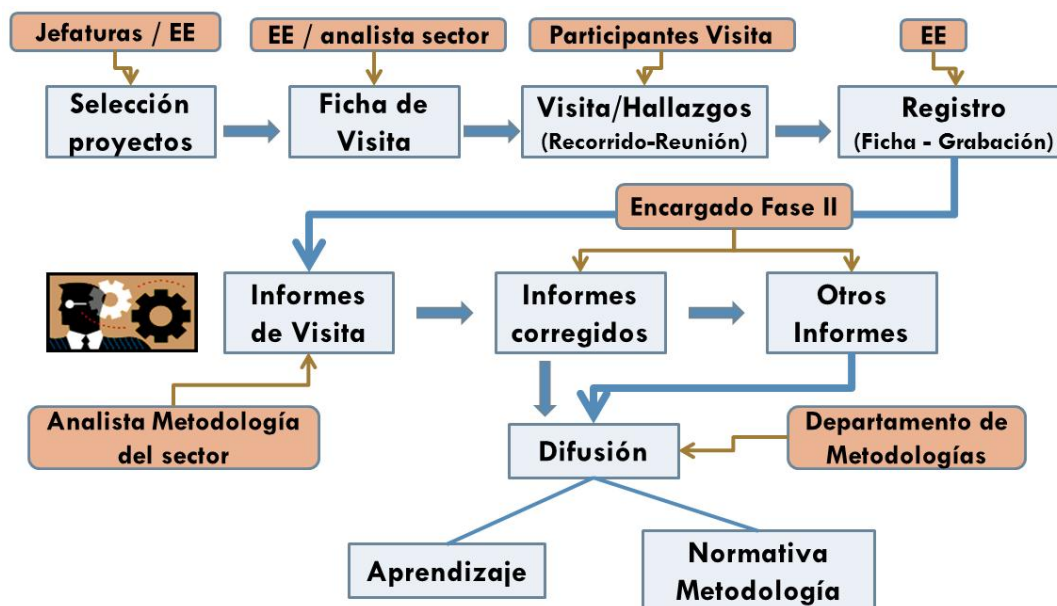 Jefaturas / EE
EE / analista sector
Participantes Visita
EE
Selección
proyectos
Ficha de
Visita
Visita/Hallazgos
(Recorrido-Reunión)
Registro
(Ficha - Grabación)
Encargado Fase II
Informes
de Visita
Informes
corregidos
Otros
Informes
Analista Metodología
del sector
Difusión
Departamento de
Metodologías
Aprendizaje
Normativa
Metodología